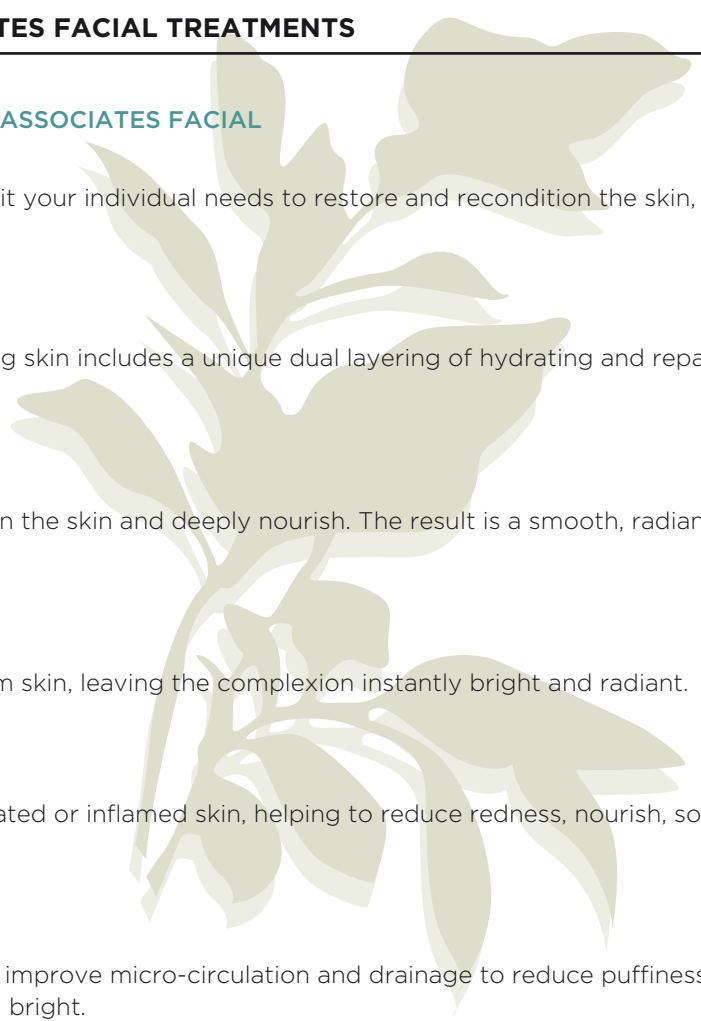 TES FACIAL TREATMENTS
ASSOCIATES FACIAL
it your individual needs to restore and recondition the skin,
g skin includes a unique dual layering of hydrating and repa
n the skin and deeply nourish. The result is a smooth, radian
m skin, leaving the complexion instantly bright and radiant.
ated or inflamed skin, helping to reduce redness, nourish, so
improve micro-circulation and drainage to reduce puffiness
bright.